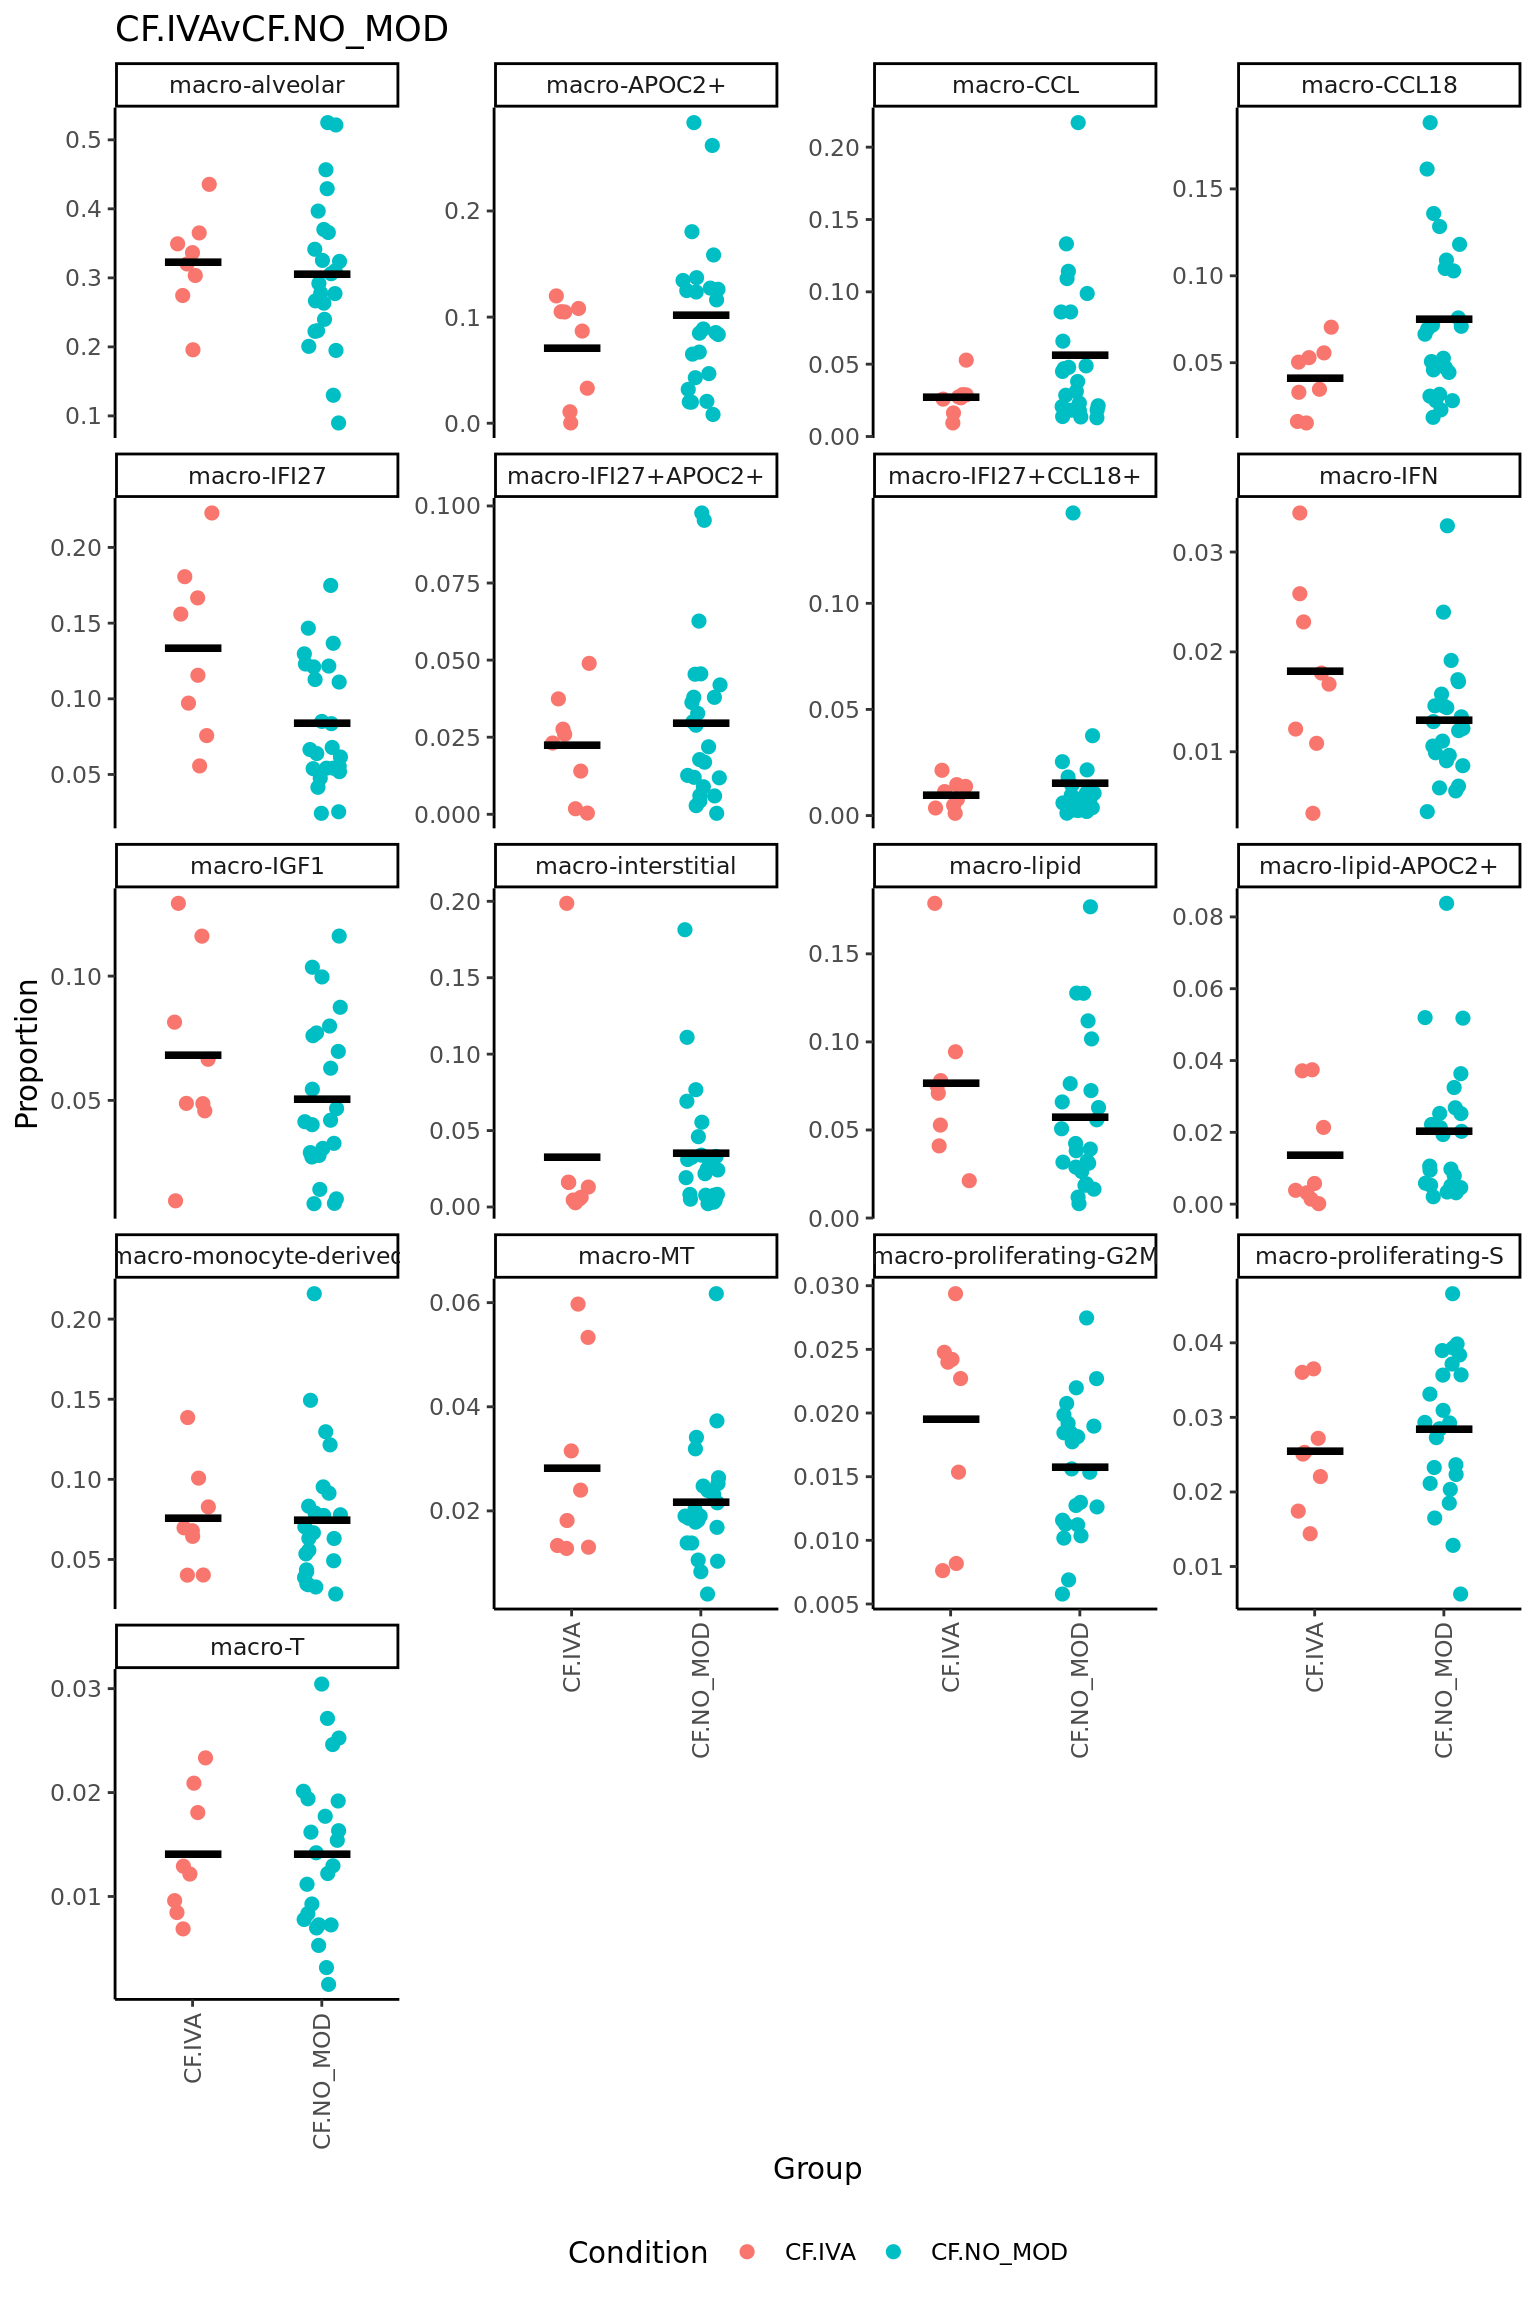 CF.IVAvCF.NO_MOD
macro-alveolar
macro-APOC2+
macro-CCL
macro-CCL18
0.5
0.4
0.3
0.2
0.1
0.2
0.1
0.0
0.20
0.15
0.10
0.05
0.00
0.15
0.10
0.05
macro-IFI27
macro-IFI27+APOC2+
macro-IFI27+CCL18+
macro-IFN
0.20
0.15
0.10
0.05
0.100
0.075
0.050
0.025
0.000
0.10
0.05
0.00
0.03
0.02
0.01
macro-IGF1
macro-interstitial
macro-lipid
macro-lipid-APOC2+
0.10
0.05
0.20
0.15
0.10
0.05
0.00
0.15
0.10
0.05
0.00
0.08
0.06
0.04
0.02
0.00
Proportion
macro-monocyte-derived
macro-MT
macro-proliferating-G2M
macro-proliferating-S
0.20
0.15
0.10
0.05
0.06
0.04
0.02
0.030
0.025
0.020
0.015
0.010
0.005
0.04
0.03
0.02
0.01
CF.IVA
CF.NO_MOD
CF.IVA
CF.NO_MOD
CF.IVA
CF.NO_MOD
macro-T
0.03
0.02
0.01
CF.IVA
CF.NO_MOD
Group
Condition CF.IVA CF.NO_MOD